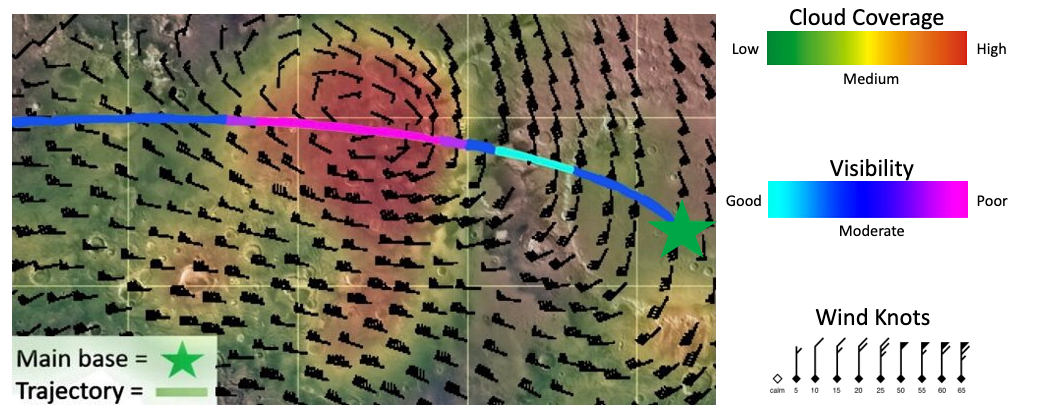 Cloud Coverage
Low
High
Medium
Visibility
Good
Poor
Moderate
Wind Knots
calm 5 10 15 20 25 50 55 60 65
Main base =
Trajectory =